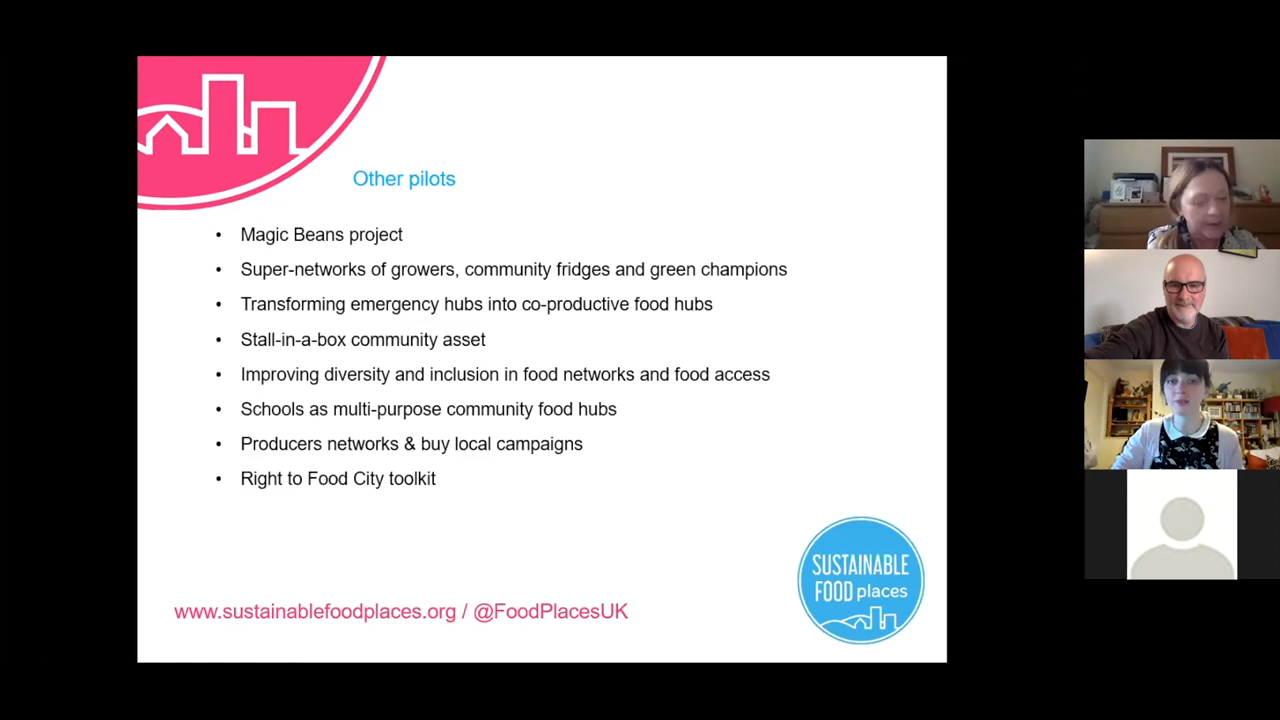 Other pilots
• Magic Beans project
• Super-networks of growers, community fridges and green champions
• Transforming emergency hubs into co-productive food hubs
• Stall-in-a-box community asset
• Improving diversity and inclusion in food networks and food access
• Schools as multi-purpose community food hubs
• Producers networks & buy local campaigns
• Right to Food City toolkit
SUSTAINABLE
FOOD places
www.sustainablefoodplaces.org / @FoodPlacesUK